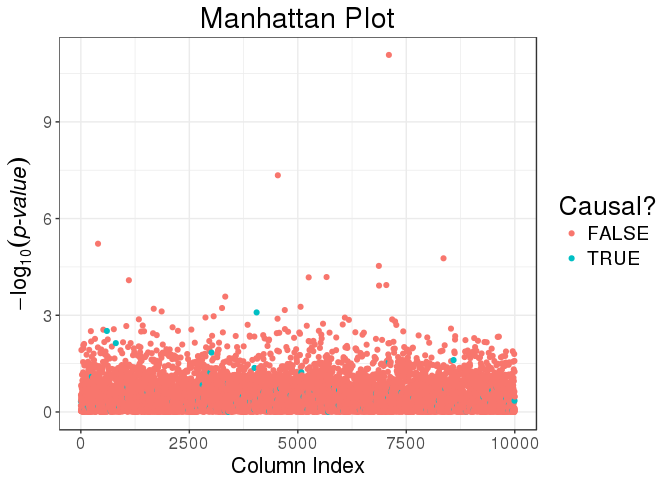 Manhattan Plot
−log₁₀(p-value)
9
6
3
0
0 2500 5000 7500 10000
Column Index
Causal?
FALSE
TRUE